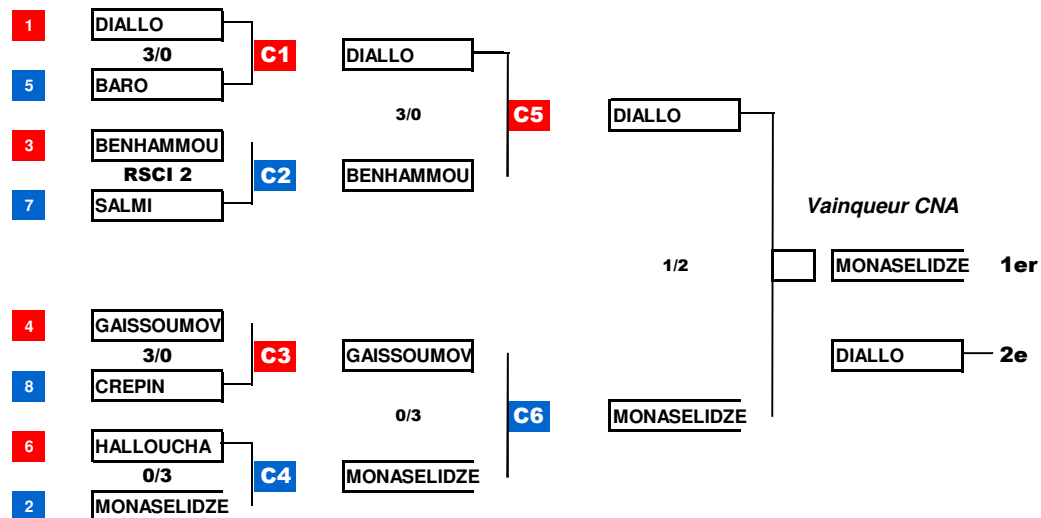 1 DIALLO
3/0 C1 DIALLO
5 BARO
3/0 C5 DIALLO
3 BENHAMMOU
RSCI 2 C2 BENHAMMOU
7 SALMI
Vainqueur CNA
1/2 MONASELIDZE 1er
4 GAISSOUMOV
3/0 C3 GAISSOUMOV DIALLO 2e
8 CREPIN
0/3 C6 MONASELIDZE
6 HALLOUCHA
0/3 C4 MONASELIDZE
2 MONASELIDZE